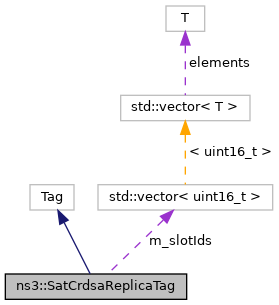 T
elements
std::vector< T >
< uint16_t >
Tag
std::vector< uint16_t >
m_slotIds
ns3::SatCrdsaReplicaTag